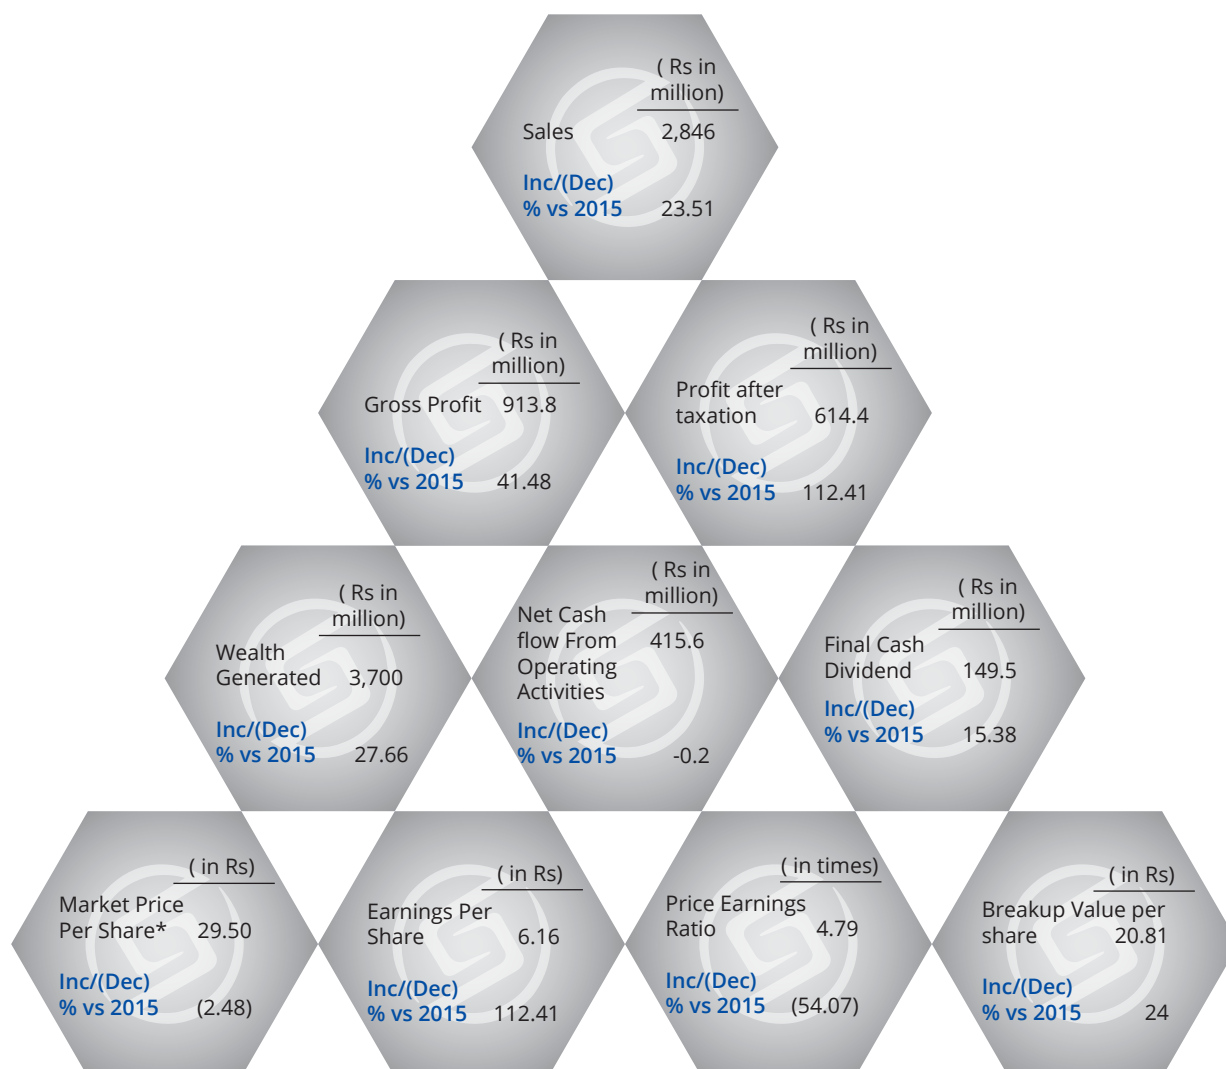 ( Rs in
million)
Sales 2,846
Inc/(Dec)
% vs 2015 23.51
( Rs in
million)
Gross Profit 913.8
Inc/(Dec)
% vs 2015 41.48
( Rs in
million)
Profit after
taxation 614.4
Inc/(Dec)
% vs 2015 112.41
( Rs in
million)
Wealth
Generated 3,700
Inc/(Dec)
% vs 2015 27.66
( Rs in
million)
Net Cash
flow From 415.6
Operating
Activities
Inc/(Dec)
% vs 2015 -0.2
( Rs in
million)
Final Cash
Dividend 149.5
Inc/(Dec)
% vs 2015 15.38
( in Rs)
Market Price
Per Share* 29.50
Inc/(Dec)
% vs 2015 (2.48)
( in Rs)
Earnings Per
Share 6.16
Inc/(Dec)
% vs 2015 112.41
( in times)
Price Earnings
Ratio 4.79
Inc/(Dec)
% vs 2015 (54.07)
( in Rs)
Breakup Value per
share 20.81
Inc/(Dec)
% vs 2015 24